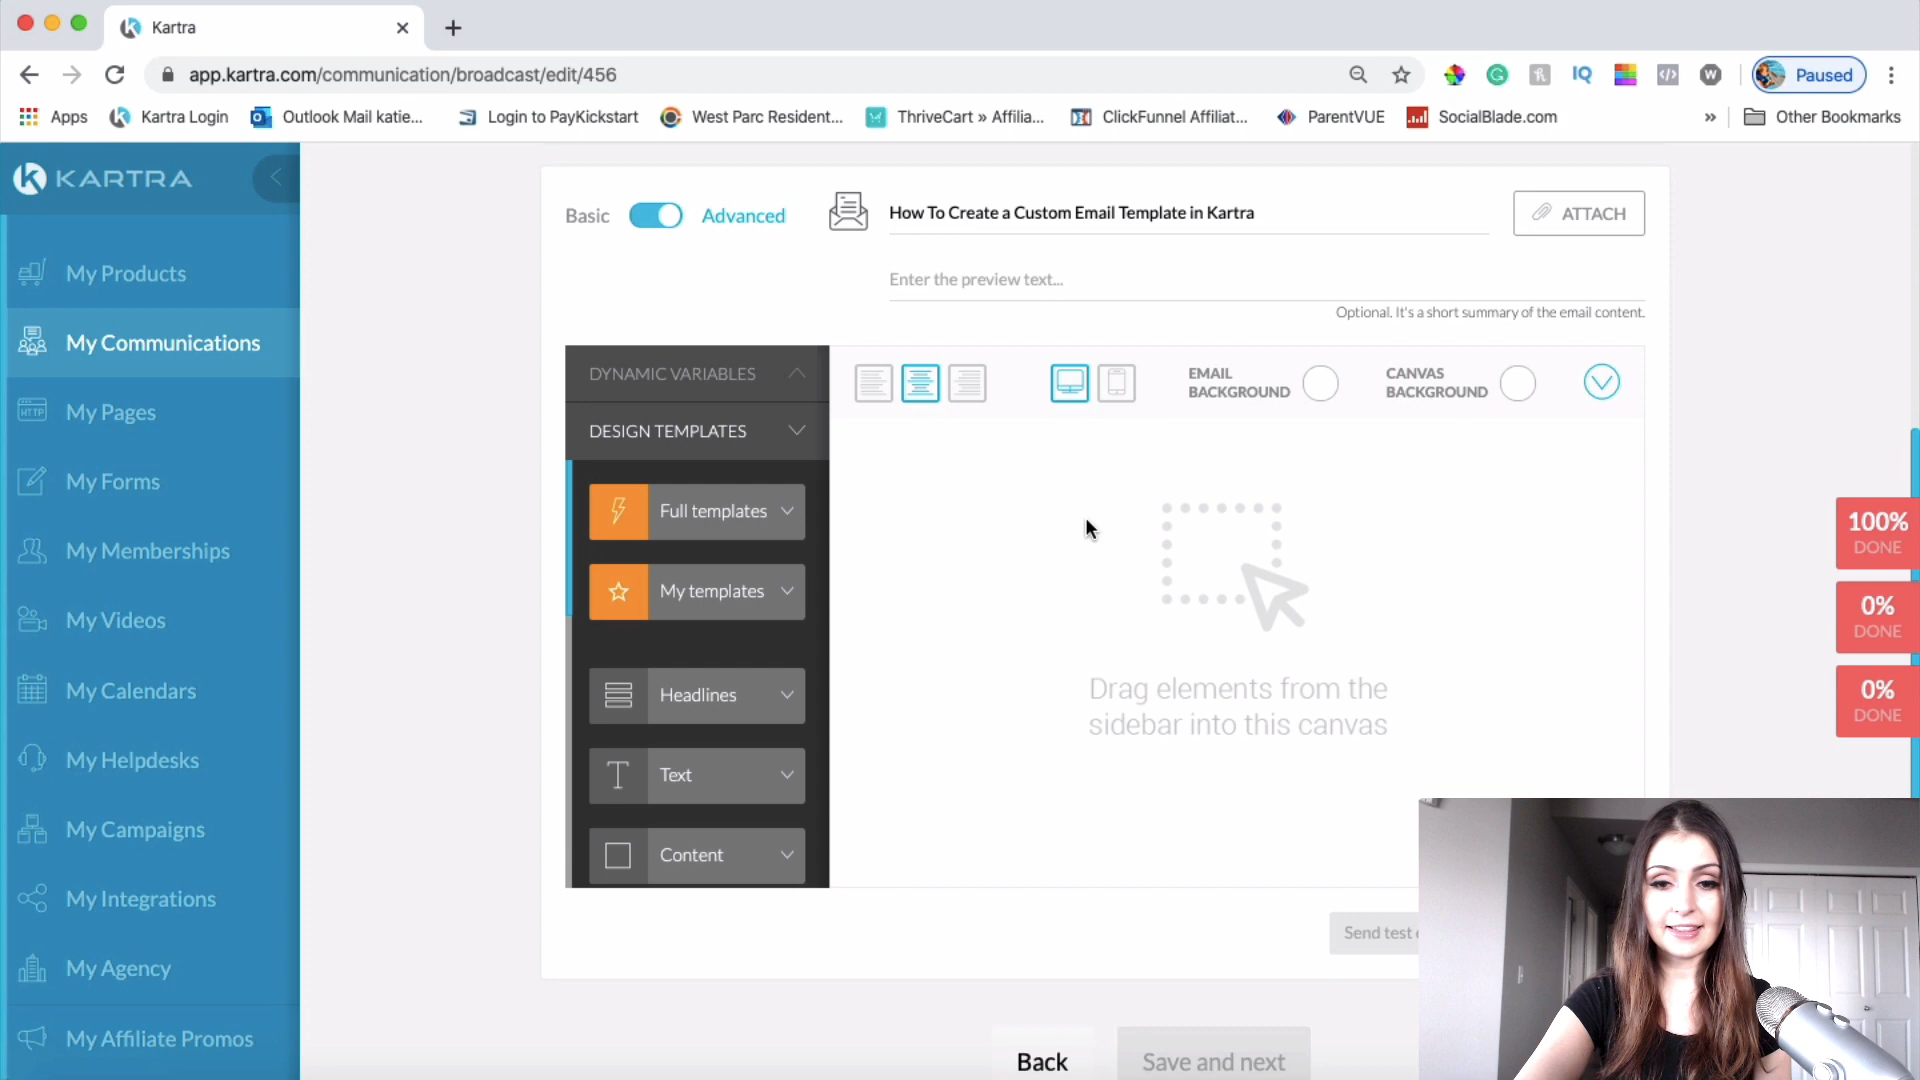 Kartra
app.kartra.com/communication/broadcast/edit/456
Paused
Apps
Kartra Login
Outlook Mail katie...
Login to PayKickstart
West Parc Resident...
ThriveCart » Affilia...
ClickFunnel Affiliat...
ParentVUE
SocialBlade.com
»
Other Bookmarks
KARTRA
My Products
My Communications
My Pages
My Forms
My Memberships
My Videos
My Calendars
My Helpdesks
My Campaigns
My Integrations
My Agency
My Affiliate Promos
Basic
Advanced
How To Create a Custom Email Template in Kartra
ATTACH
Enter the preview text...
Optional. It's a short summary of the email content.
DYNAMIC VARIABLES
DESIGN TEMPLATES
Full templates
My templates
Headlines
Text
Content
EMAIL
BACKGROUND
CANVAS
BACKGROUND
Drag elements from the
sidebar into this canvas
100%
DONE
0%
DONE
0%
DONE
Send test
Back
Save and next